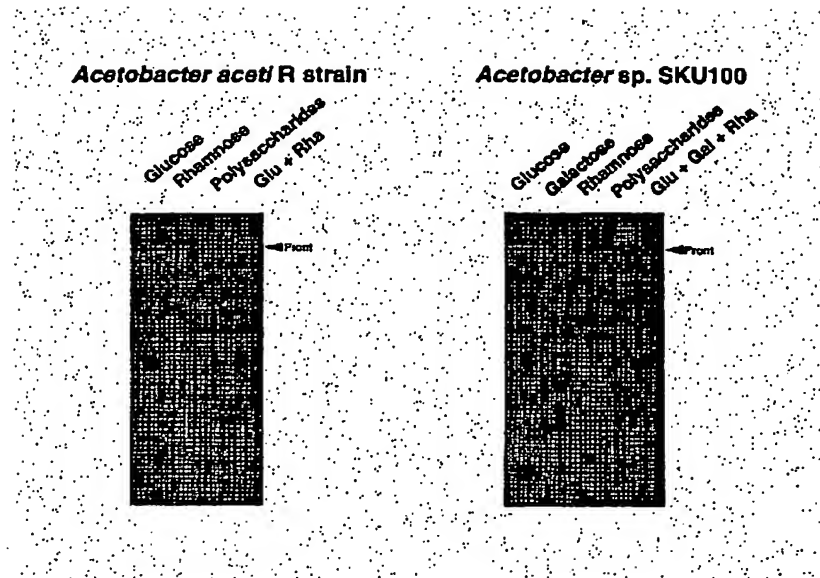 Acetobacter aceti R strain
Glucose
Rhamnose
Polysaccharides
Glu + Rha
Front
Acetobacter sp. SKU100
Glucose
Galactose
Rhamnose
Polysaccharides
Glu + Gal + Rha
Front